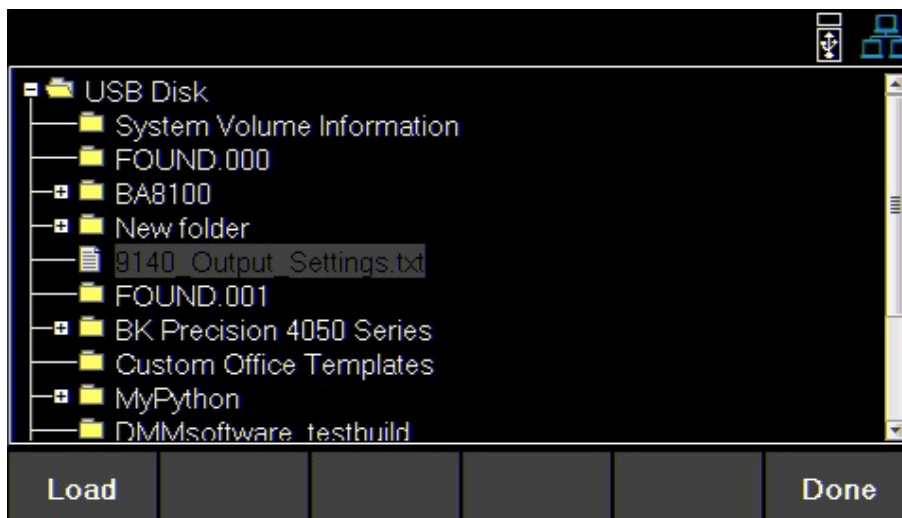 USB Disk
System Volume Information
FOUND.000
BA8100
New folder
9140_Output_Settings.txt
FOUND.001
BK Precision 4050 Series
Custom Office Templates
MyPython
DMMsoftware_testbuild
Load
Done